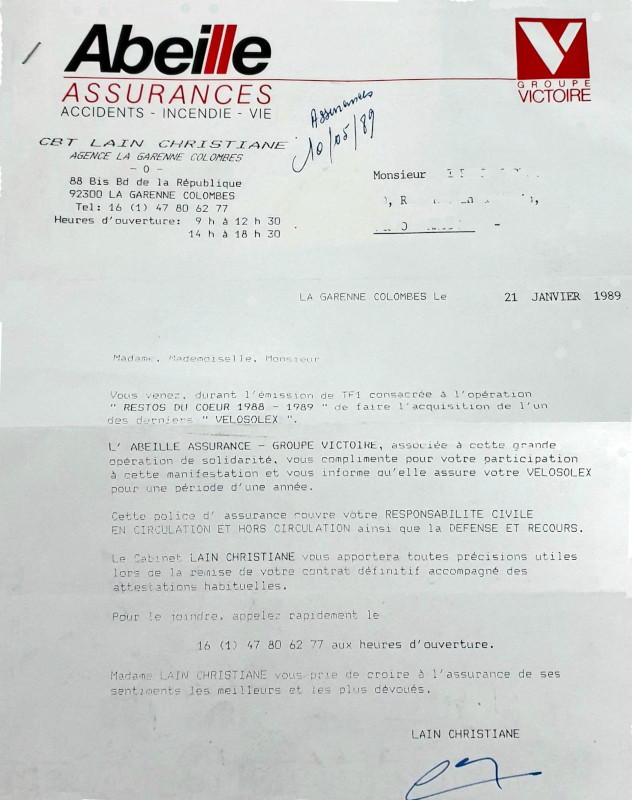 Abeille
ASSURANCES
ACCIDENTS - INCENDIE - VIE
V
GROUPE
VICTOIRE
Assurances
10/05/89
CBT LAIN CHRISTIANE
AGENCE LA GARENNE COLOMBES
- O -
88 Bis Bd de la République
92300 LA GARENNE COLOMBES
Tel: 16 (1) 47 80 62 77
Heures d'ouverture: 9 h à 12 h 30
14 h à 18 h 30
Monsieur
LA GARENNE COLOMBES Le 21 JANVIER 1989
Madame, Mademoiselle, Monsieur
Vous venez, durant l'émission de TF1 consacrée à l'opération
" RESTOS DU COEUR 1988 - 1989 " de faire l'acquisition de l'un
des derniers " VELOSOLEX ".
L' ABEILLE ASSURANCE - GROUPE VICTOIRE, associée à cette grande
opération de solidarité, vous complimente pour votre participation
à cette manifestation et vous informe qu'elle assure votre VELOSOLEX
pour une période d'une année.
Cette police d' assurance couvre votre RESPONSABILITE CIVILE
EN CIRCULATION ET HORS CIRCULATION ainsi que la DEFENSE ET RECOURS.
Le Cabinet LAIN CHRISTIANE vous apportera toutes précisions utiles
lors de la remise de votre contrat définitif accompagné des
attestations habituelles.
Pour le joindre, appelez rapidement le
16 (1) 47 80 62 77 aux heures d'ouverture.
Madame LAIN CHRISTIANE vous prie de croire à l'assurance de ses
sentiments les meilleurs et les plus dévoués.
LAIN CHRISTIANE